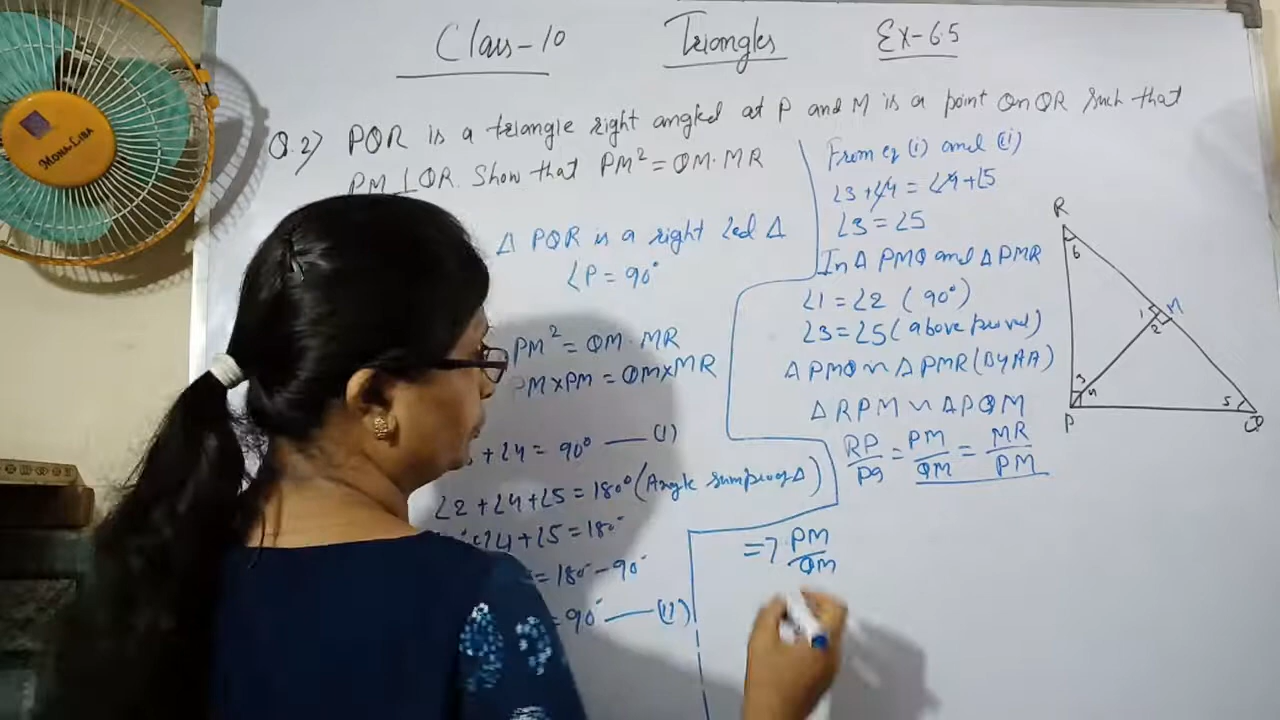 Class-10 Triangles Ex-6.5
Q.2) PQR is a triangle right angled at P and M is a point on QR such that
PM ⊥ QR. Show that PM² = QM·MR
Δ PQR is a right ∠ed Δ
∠P = 90°
PM² = QM·MR
PM×PM = QM×MR
+∠4 = 90° — (i)
∠2+∠4+∠5 = 180° (Angle sum prop of Δ)
+∠4+∠5 = 180°
= 180°-90°
= 90° — (ii)
From eq (i) and (ii)
∠3+∠4 = ∠4+∠5
∠3 = ∠5
In Δ PMQ and Δ PMR
∠1 = ∠2 (90°)
∠3 = ∠5 (above proved)
Δ PMQ ~ Δ PMR (By AA)
Δ RPM ~ Δ PQM
RP/PQ = PM/QM = MR/PM
=> PM/QM
R
6
1 M
2
3
4
5
P Q
MONALISA